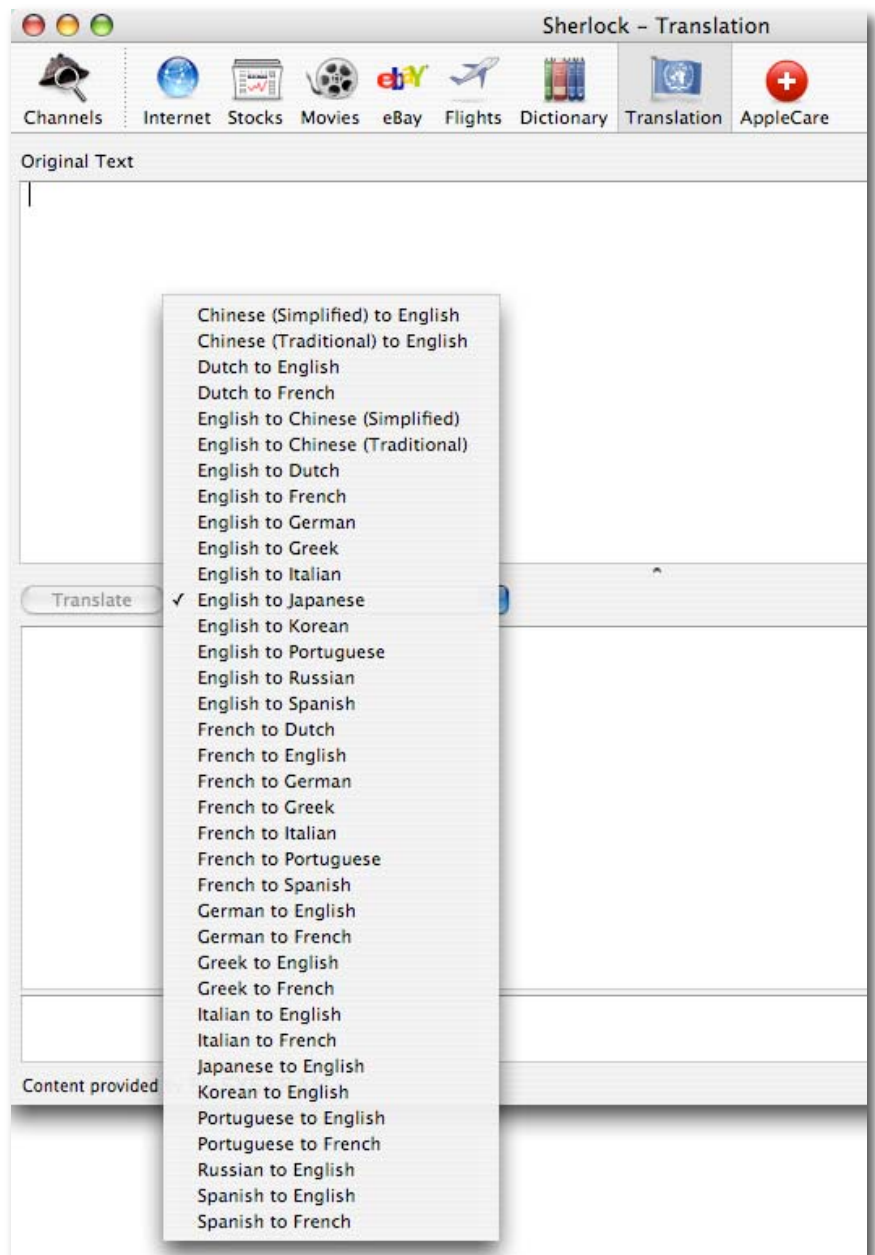 Sherlock – Translation
Channels Internet Stocks Movies eBay Flights Dictionary Translation AppleCare
Original Text
Chinese (Simplified) to English
Chinese (Traditional) to English
Dutch to English
Dutch to French
English to Chinese (Simplified)
English to Chinese (Traditional)
English to Dutch
English to French
English to German
English to Greek
English to Italian
Translate ✓ English to Japanese
English to Korean
English to Portuguese
English to Russian
English to Spanish
French to Dutch
French to English
French to German
French to Greek
French to Italian
French to Portuguese
French to Spanish
German to English
German to French
Greek to English
Greek to French
Italian to English
Italian to French
Japanese to English
Content provided
Korean to English
Portuguese to English
Portuguese to French
Russian to English
Spanish to English
Spanish to French